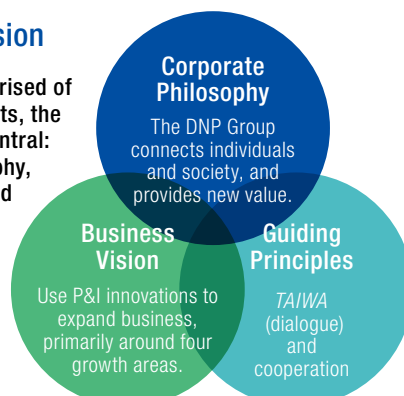 sion
rised of
ts, the
ntral:
phy,
d
Corporate
Philosophy
The DNP Group
connects individuals
and society, and
provides new value.
Business
Vision
Use P&I innovations to
expand business,
primarily around four
growth areas.
Guiding
Principles
TAIWA
(dialogue)
and
cooperation